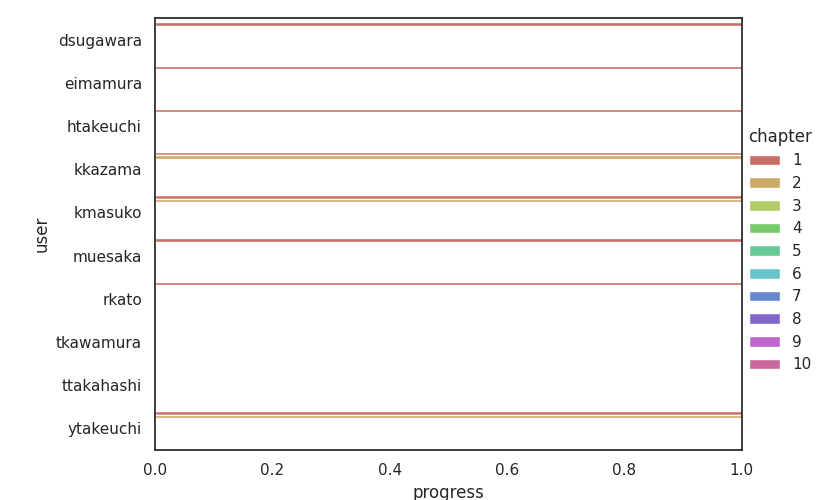 dsugawara
eimamura
htakeuchi
kkazama
kmasuko
muesaka
rkato
tkawamura
ttakahashi
ytakeuchi
user
0.0 0.2 0.4 0.6 0.8 1.0
progress
chapter
1
2
3
4
5
6
7
8
9
10